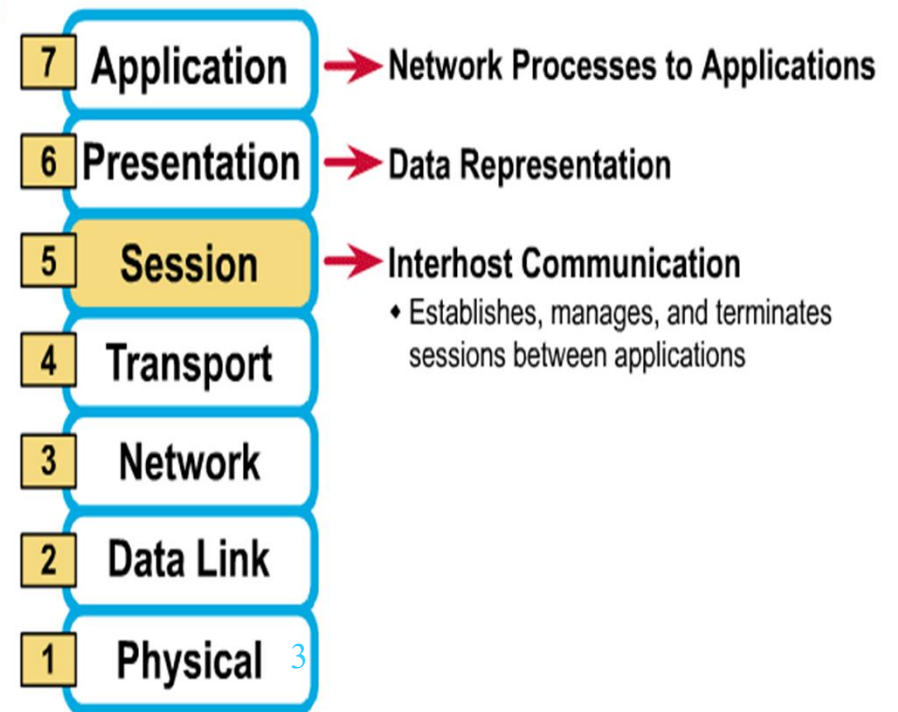 7 Application Network Processes to Applications
6 Presentation Data Representation
5 Session Interhost Communication
♦ Establishes, manages, and terminates
sessions between applications
4 Transport
3 Network
2 Data Link
1 Physical 3